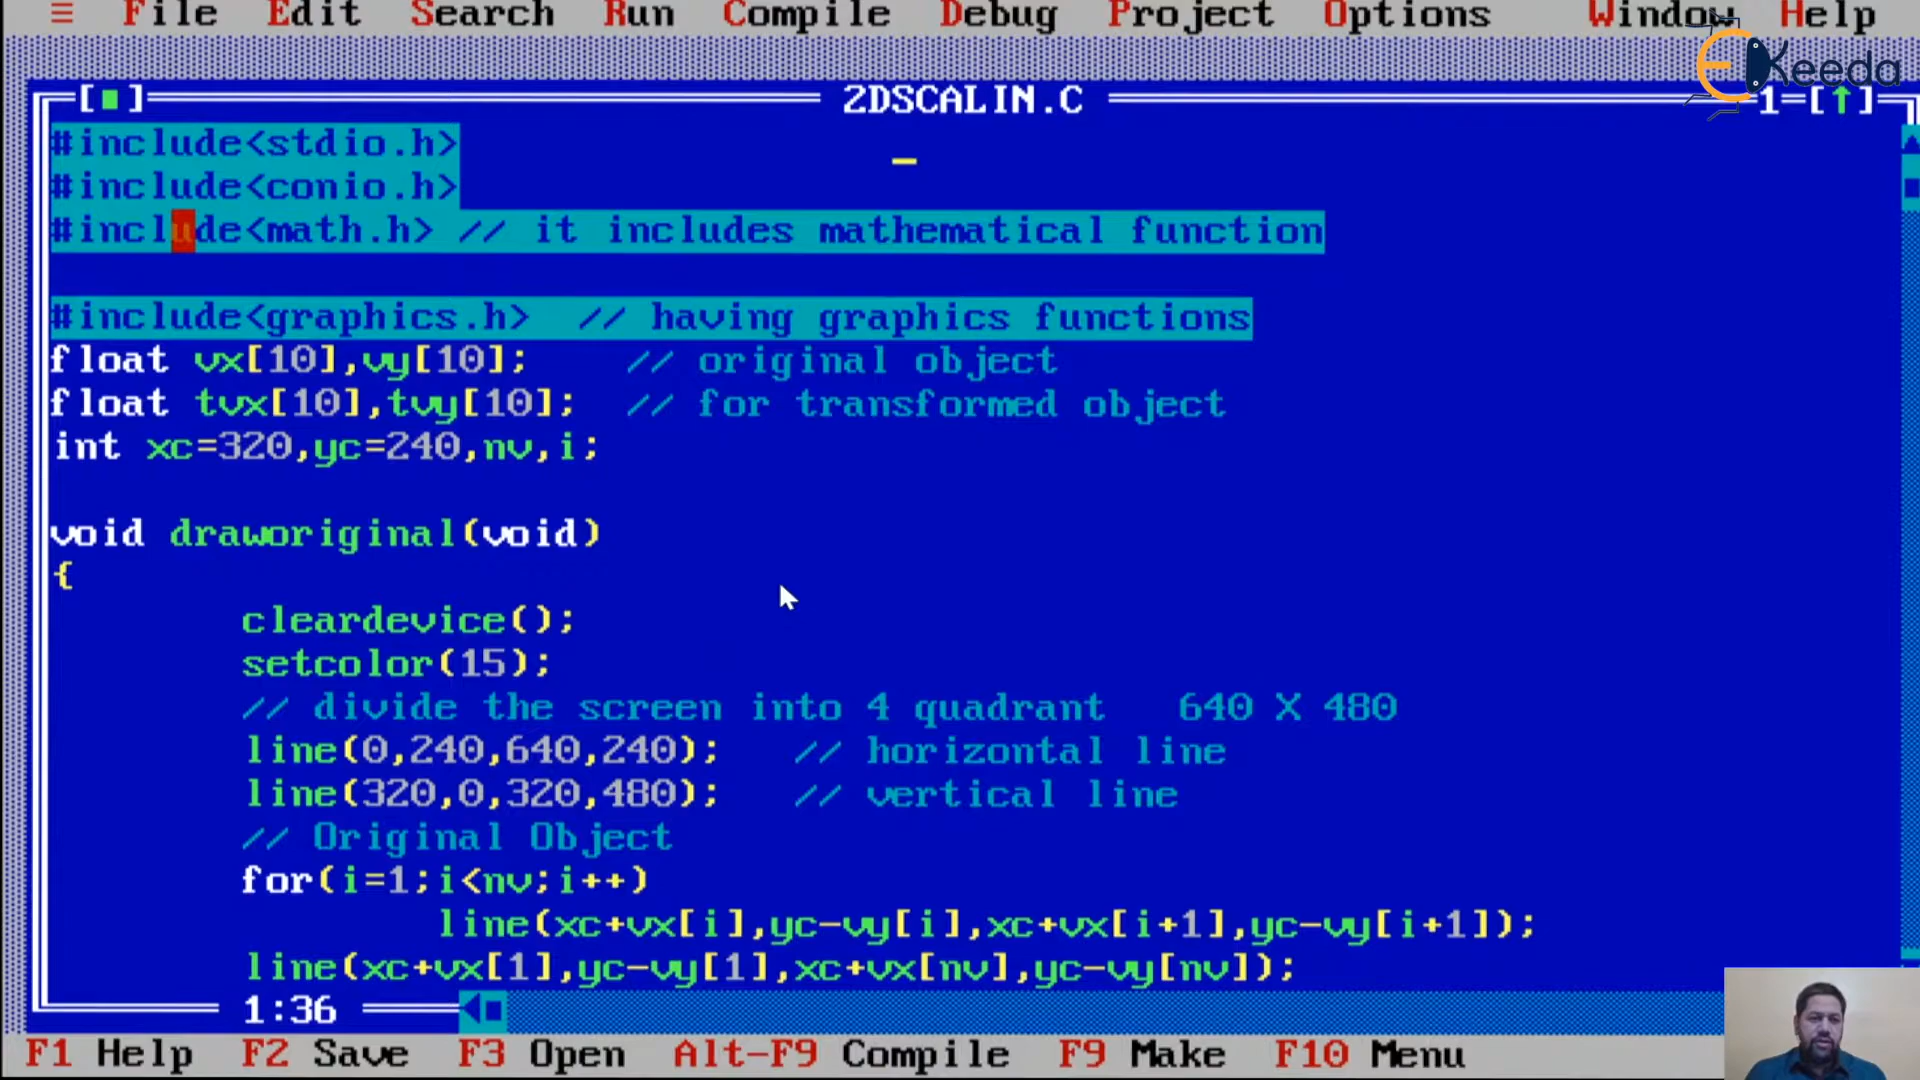 ≡ File Edit Search Run Compile Debug Project Options Window Help
EKeeda
[■] 2DSCALIN.C 1=[↑]
#include<stdio.h>
#include<conio.h>
#include<math.h> // it includes mathematical function
#include<graphics.h> // having graphics functions
float vx[10],vy[10]; // original object
float tvx[10],tvy[10]; // for transformed object
int xc=320,yc=240,nv,i;
void draworiginal(void)
{
cleardevice();
setcolor(15);
// divide the screen into 4 quadrant 640 X 480
line(0,240,640,240); // horizontal line
line(320,0,320,480); // vertical line
// Original Object
for(i=1;i<nv;i++)
line(xc+vx[i],yc-vy[i],xc+vx[i+1],yc-vy[i+1]);
line(xc+vx[1],yc-vy[1],xc+vx[nv],yc-vy[nv]);
1:36
F1 Help F2 Save F3 Open Alt-F9 Compile F9 Make F10 Menu